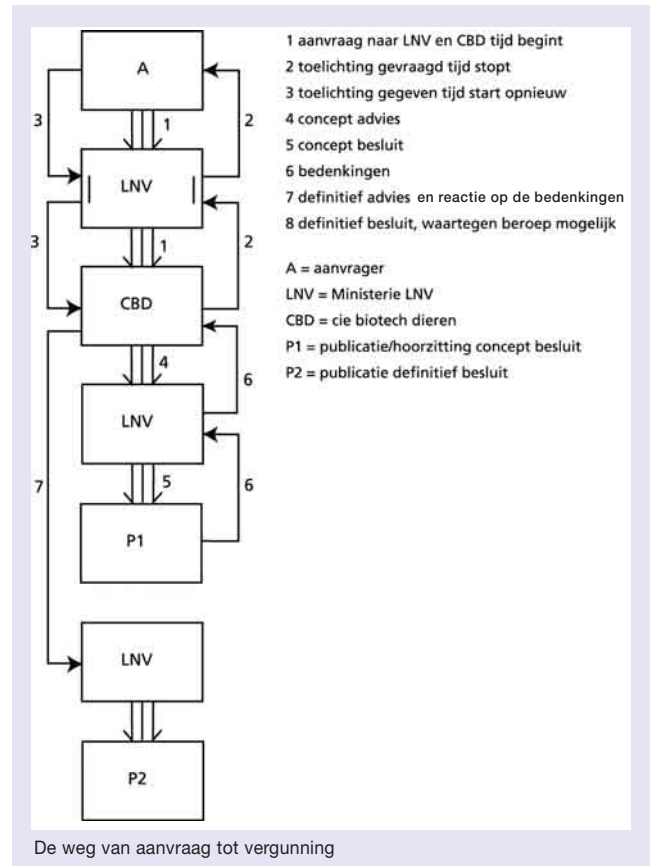 A
3
1
2
LNV
3
1
2
CBD
4
6
LNV
7
5
6
P1
LNV
P2
1 aanvraag naar LNV en CBD tijd begint
2 toelichting gevraagd tijd stopt
3 toelichting gegeven tijd start opnieuw
4 concept advies
5 concept besluit
6 bedenkingen
7 definitief advies en reactie op de bedenkingen
8 definitief besluit, waartegen beroep mogelijk
A = aanvrager
LNV = Ministerie LNV
CBD = cie biotech dieren
P1 = publicatie/hoorzitting concept besluit
P2 = publicatie definitief besluit
De weg van aanvraag tot vergunning